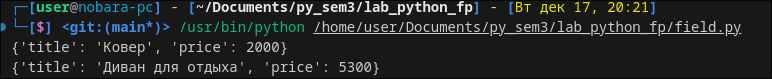 ┌─[user@nobara-pc] - [~/Documents/py_sem3/lab_python_fp] - [Вт дек 17, 20:21]
└─[$] <git:(main*)> /usr/bin/python /home/user/Documents/py_sem3/lab_python_fp/field.py
{'title': 'Ковер', 'price': 2000}
{'title': 'Диван для отдыха', 'price': 5300}